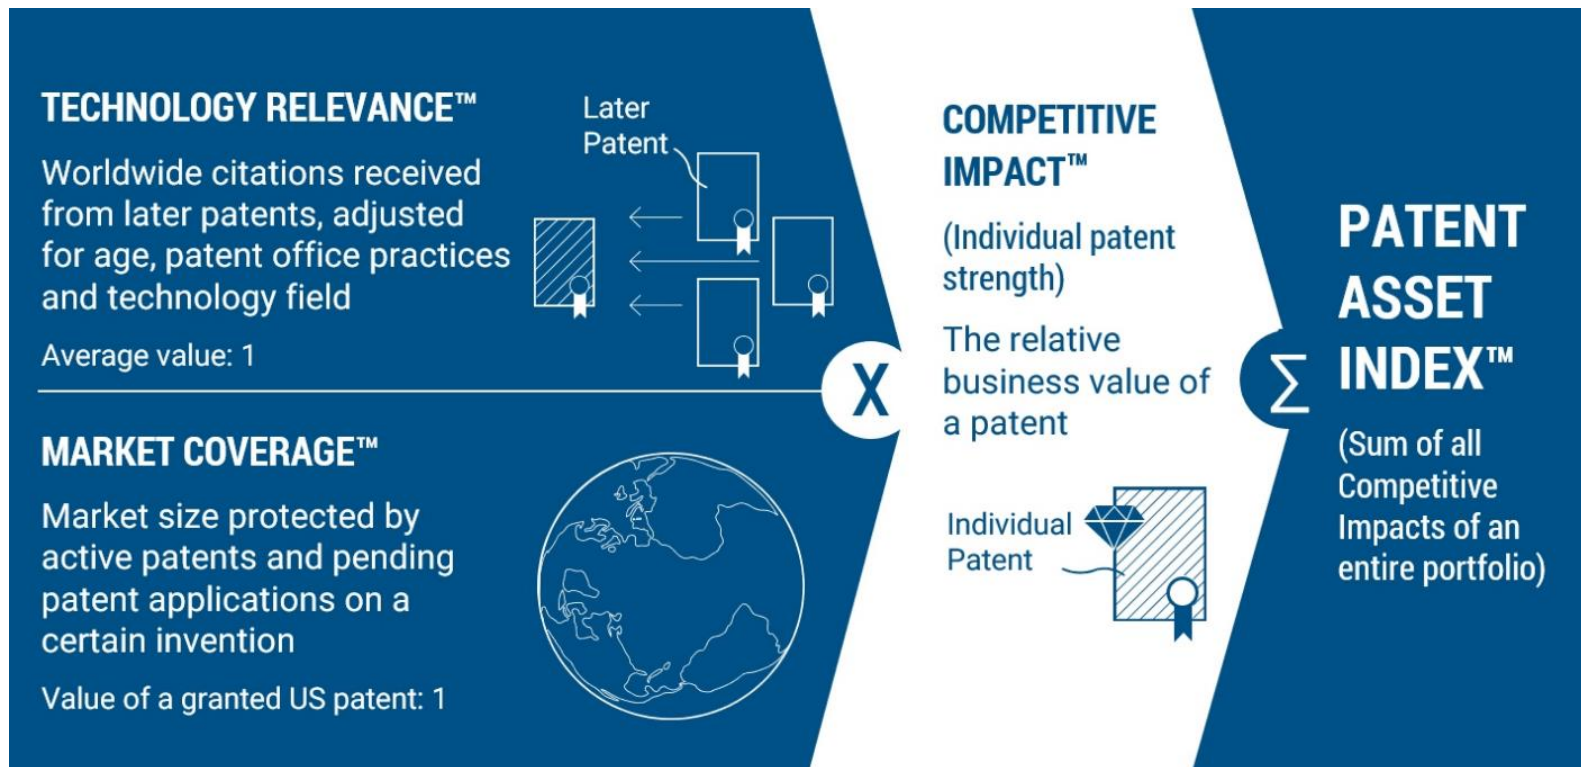 TECHNOLOGY RELEVANCE™
Worldwide citations received
from later patents, adjusted
for age, patent office practices
and technology field
Average value: 1
Later
Patent
MARKET COVERAGE™
Market size protected by
active patents and pending
patent applications on a
certain invention
Value of a granted US patent: 1
X
COMPETITIVE
IMPACT™
(Individual patent
strength)
The relative
business value of
a patent
Individual
Patent
∑
PATENT
ASSET
INDEX™
(Sum of all
Competitive
Impacts of an
entire portfolio)